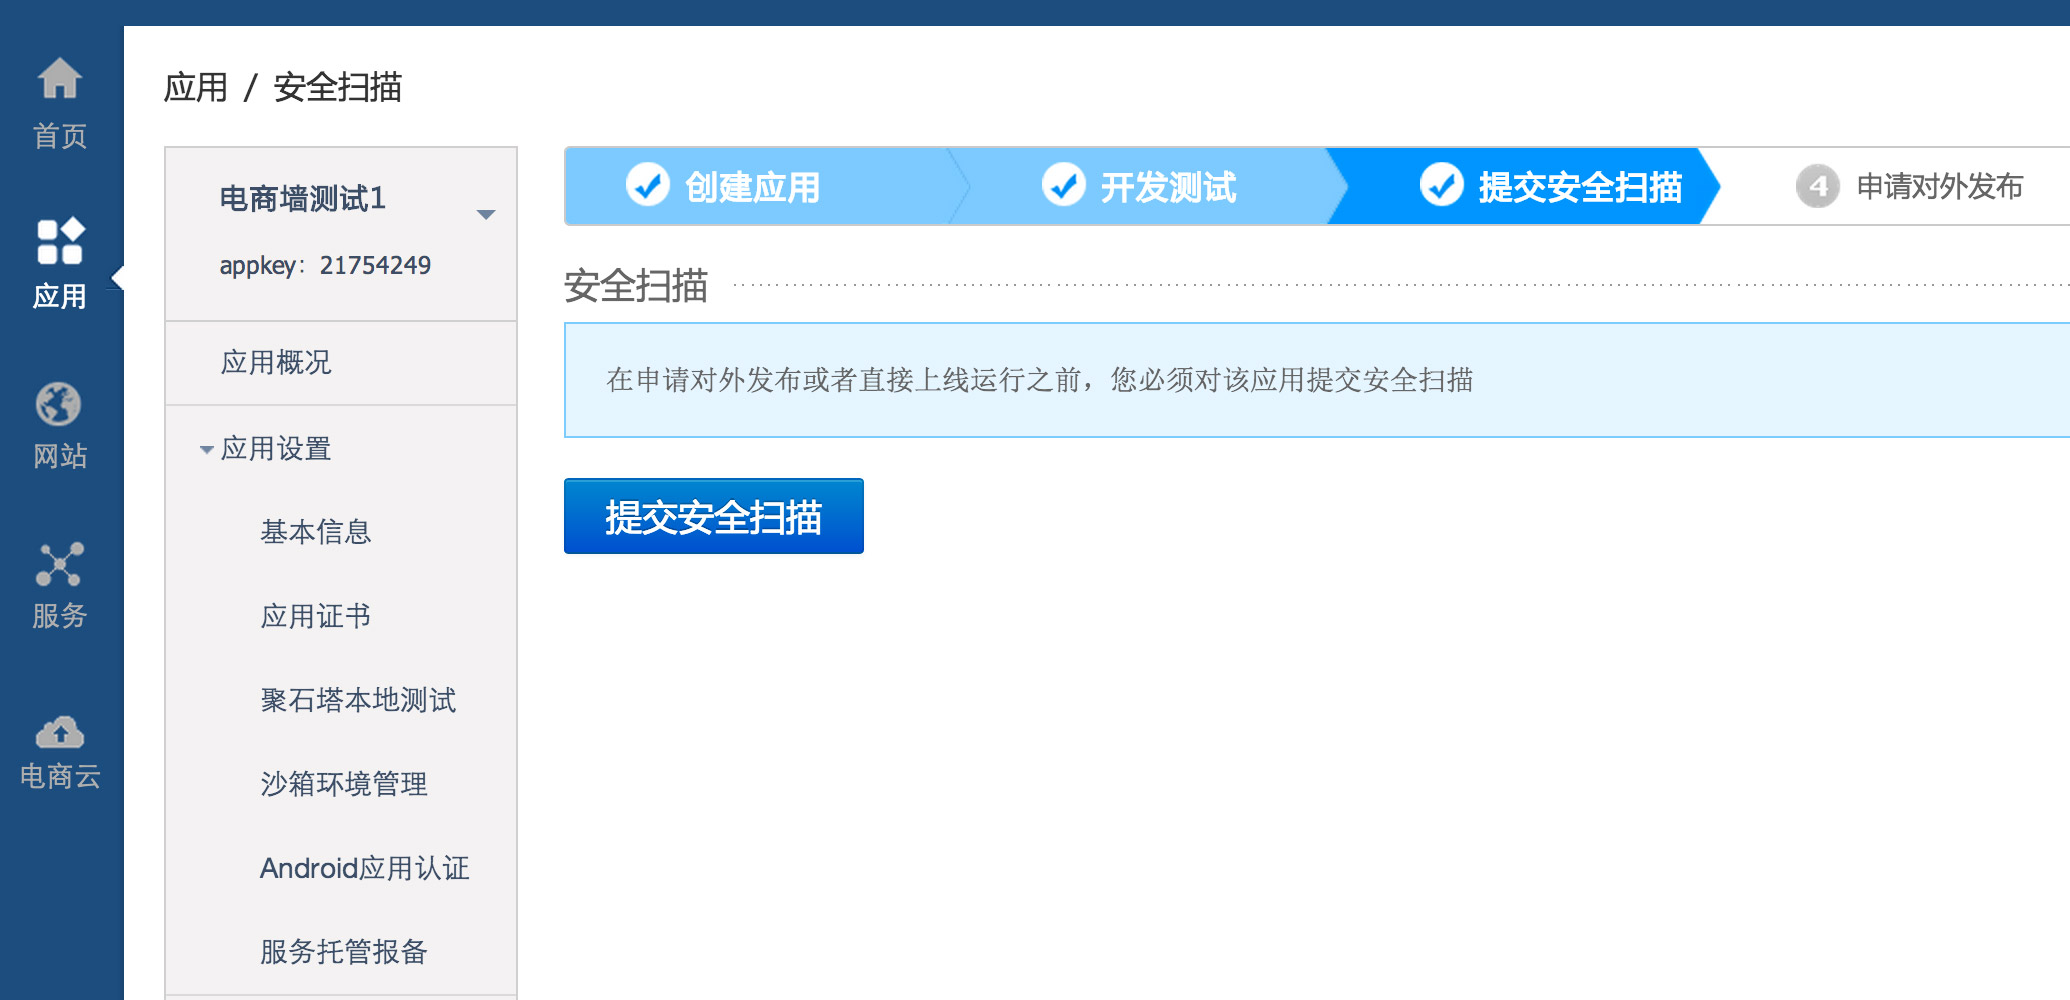 首页
应用
网站
服务
电商云
应用 / 安全扫描
电商墙测试1
appkey：21754249
应用概况
应用设置
基本信息
应用证书
聚石塔本地测试
沙箱环境管理
Android应用认证
服务托管报备
创建应用
开发测试
提交安全扫描
4 申请对外发布
安全扫描
在申请对外发布或者直接上线运行之前，您必须对该应用提交安全扫描
提交安全扫描